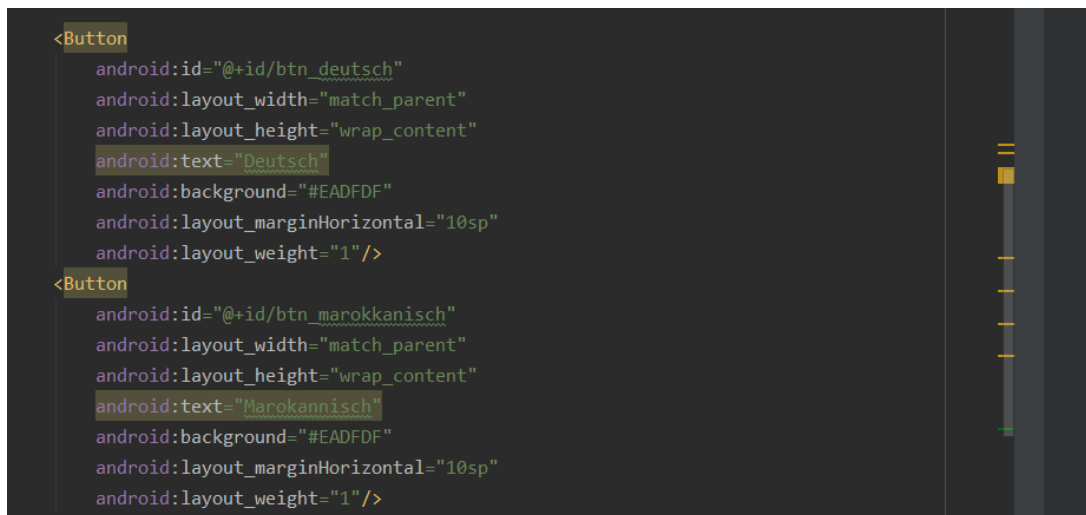 <Button
android:id="@+id/btn_deutsch"
android:layout_width="match_parent"
android:layout_height="wrap_content"
android:text="Deutsch"
android:background="#EADFDF"
android:layout_marginHorizontal="10sp"
android:layout_weight="1"/>
<Button
android:id="@+id/btn_marokkanisch"
android:layout_width="match_parent"
android:layout_height="wrap_content"
android:text="Marokannisch"
android:background="#EADFDF"
android:layout_marginHorizontal="10sp"
android:layout_weight="1"/>